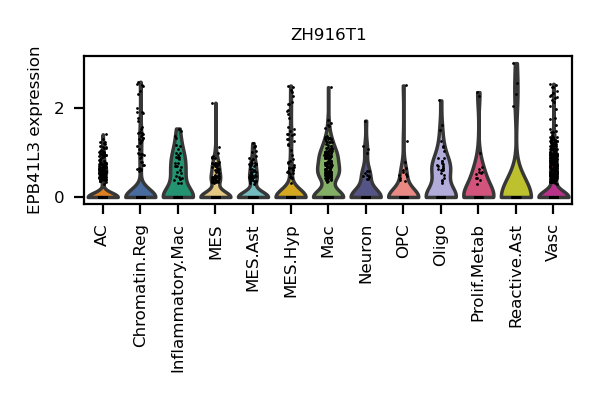 ZH916T1
EPB41L3 expression
2
0
AC
Chromatin.Reg
Inflammatory.Mac
MES
MES.Ast
MES.Hyp
Mac
Neuron
OPC
Oligo
Prolif.Metab
Reactive.Ast
Vasc